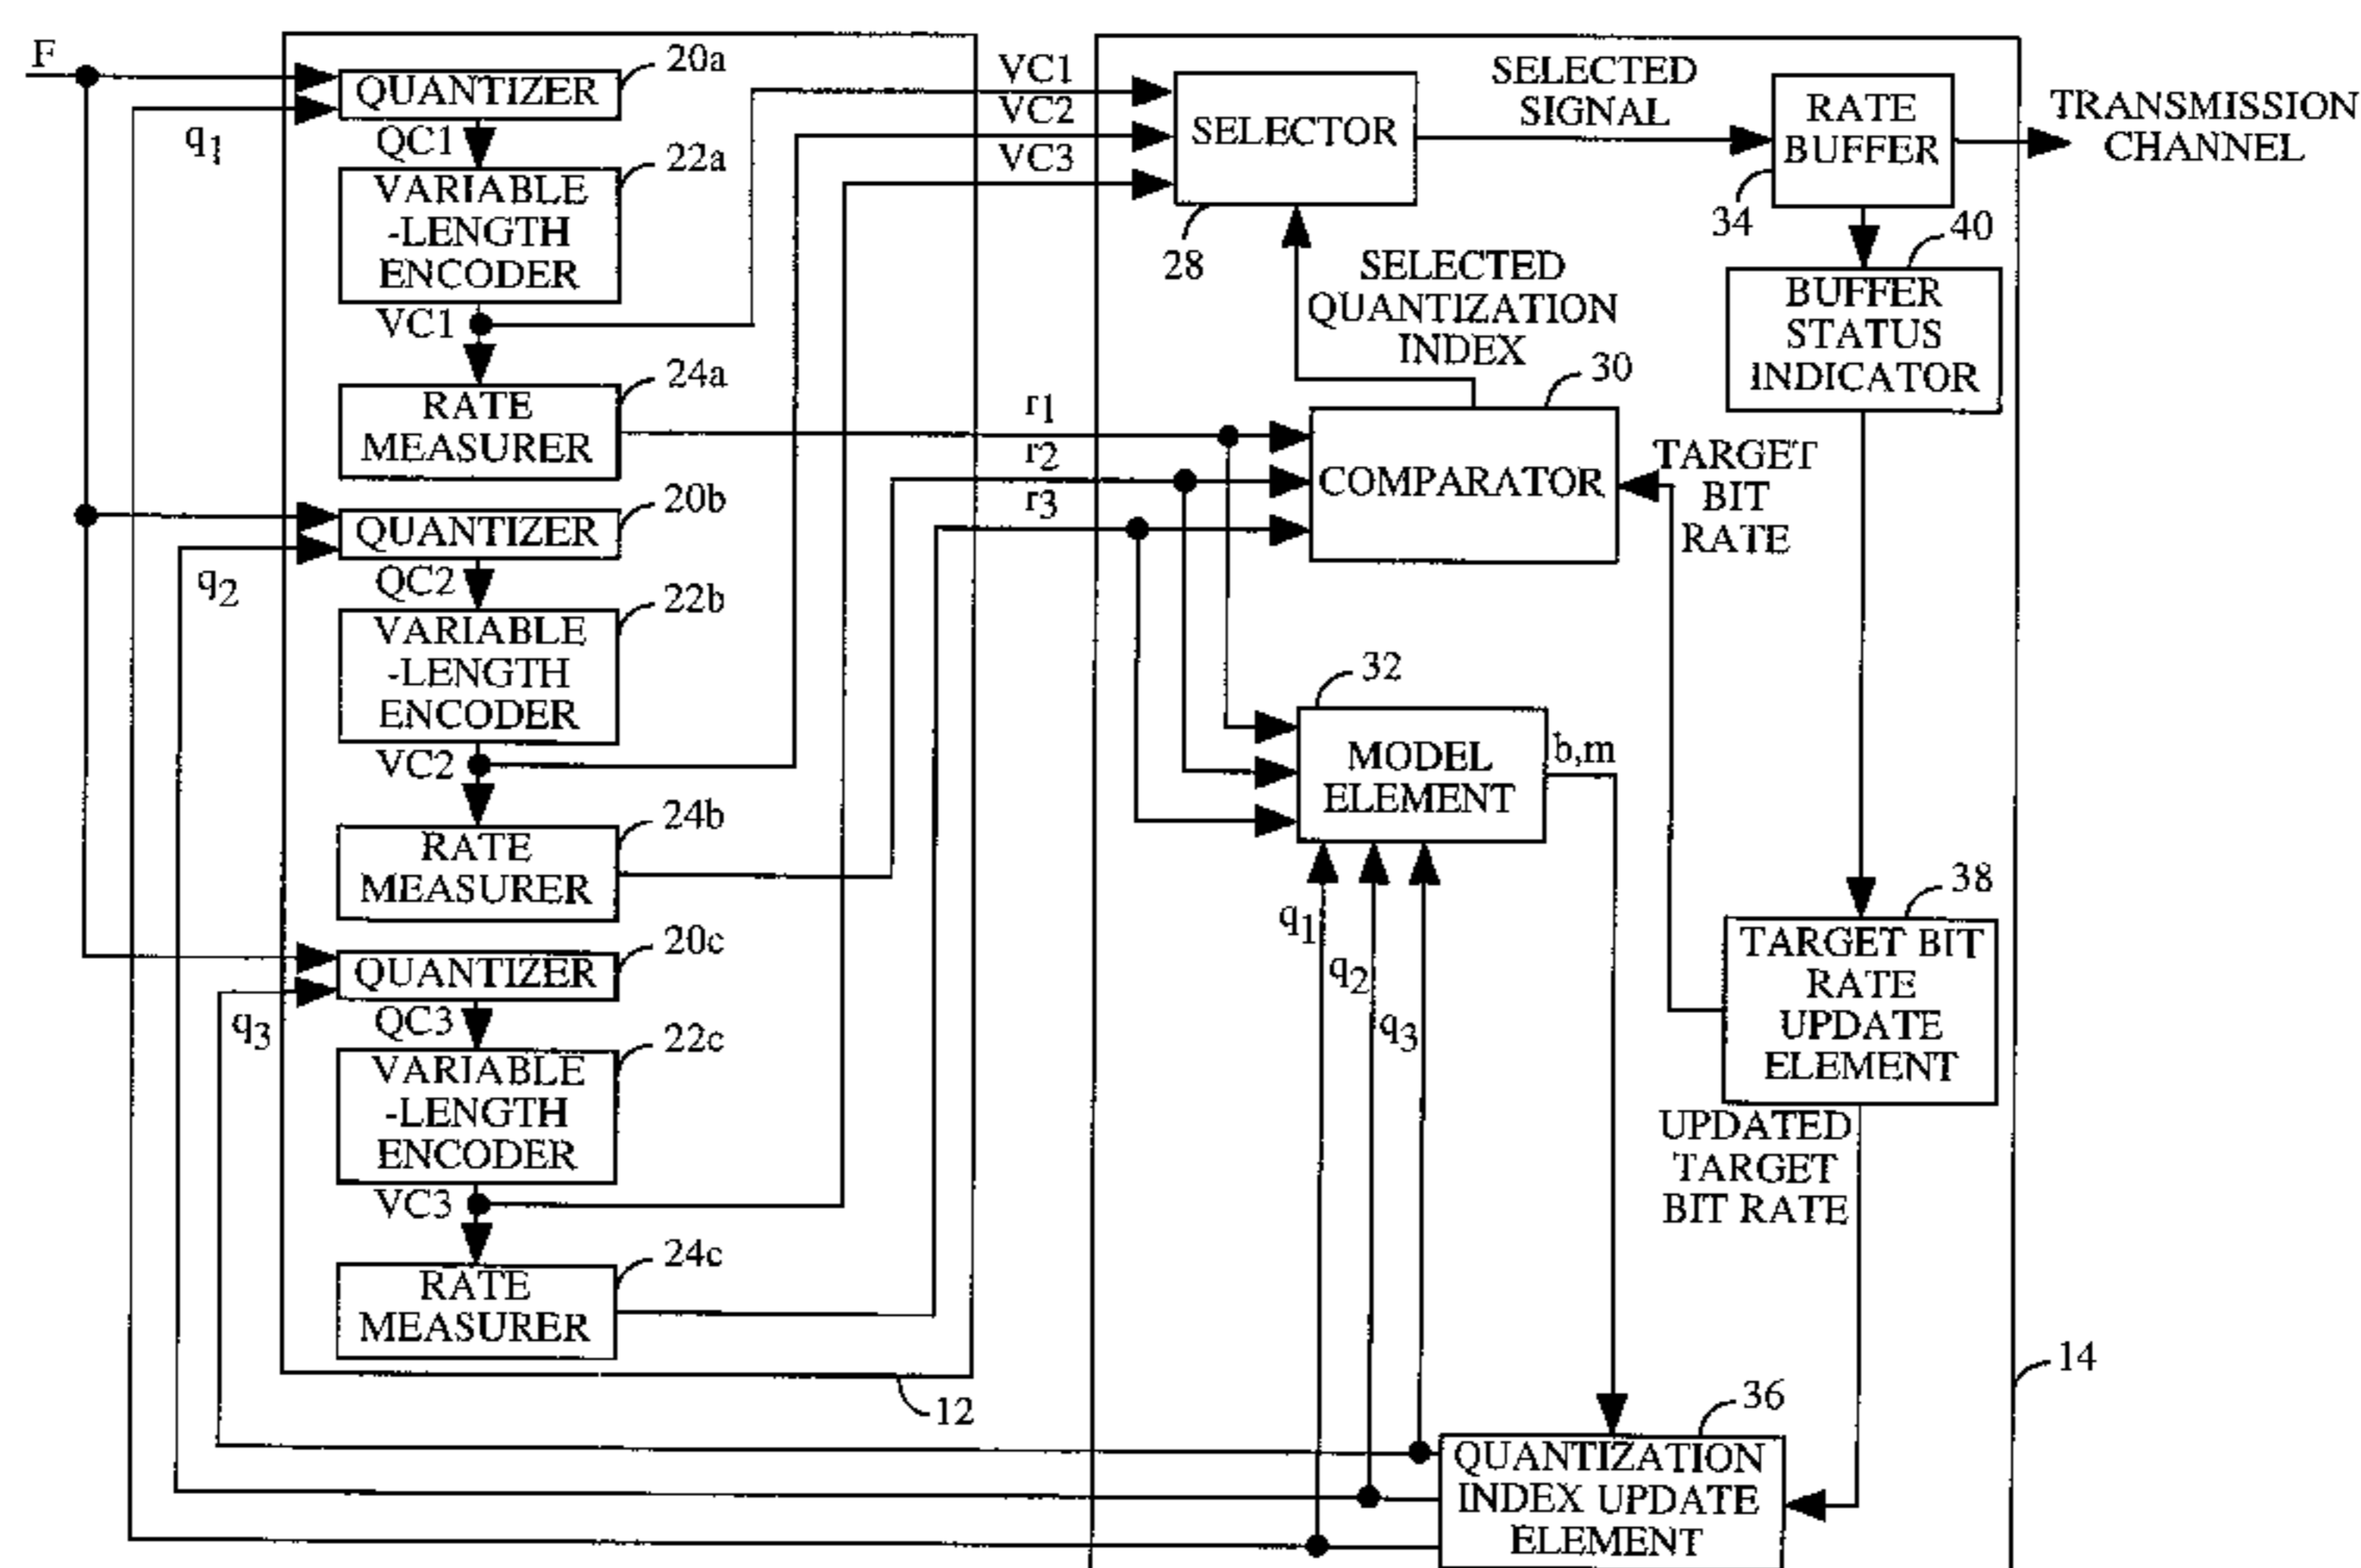 F
QUANTIZER
20a
q1
QC1
VARIABLE
-LENGTH
ENCODER
22a
VC1
RATE
MEASURER
24a
QUANTIZER
20b
q2
QC2
VARIABLE
-LENGTH
ENCODER
22b
VC2
RATE
MEASURER
24b
QUANTIZER
20c
q3
QC3
VARIABLE
-LENGTH
ENCODER
22c
VC3
RATE
MEASURER
24c
12
VC1
VC2
VC3
SELECTOR
28
SELECTED
SIGNAL
RATE
BUFFER
34
TRANSMISSION
CHANNEL
40
BUFFER
STATUS
INDICATOR
SELECTED
QUANTIZATION
INDEX
30
r1
r2
r3
COMPARATOR
TARGET
BIT
RATE
32
MODEL
ELEMENT
b,m
q1
q2
q3
38
TARGET BIT
RATE
UPDATE
ELEMENT
UPDATED
TARGET
BIT RATE
14
36
QUANTIZATION
INDEX UPDATE
ELEMENT